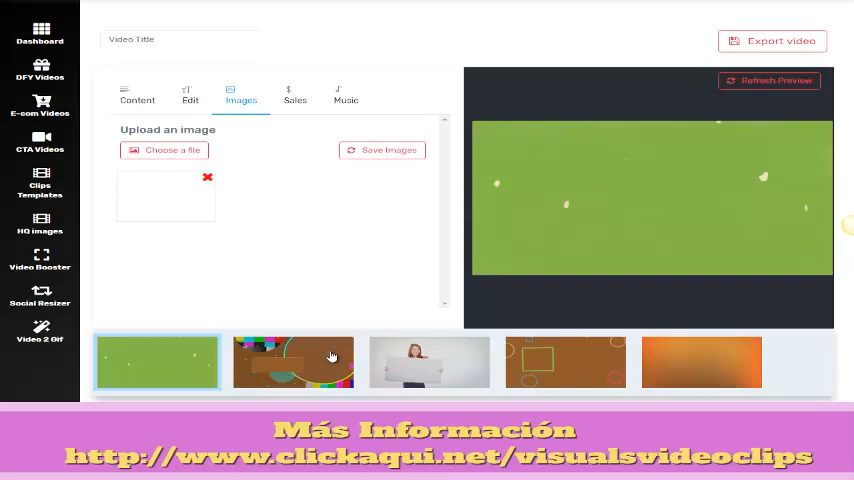 Dashboard
DFY Videos
E-com Videos
CTA Videos
Clips
Templates
HQ images
Video Booster
Social Resizer
Video 2 Gif
Video Title
Export video
Content
Edit
Images
Sales
Music
Refresh Preview
Upload an image
Choose a file
Save Images
Más Información
http://www.clickaqui.net/visualsvideoclips